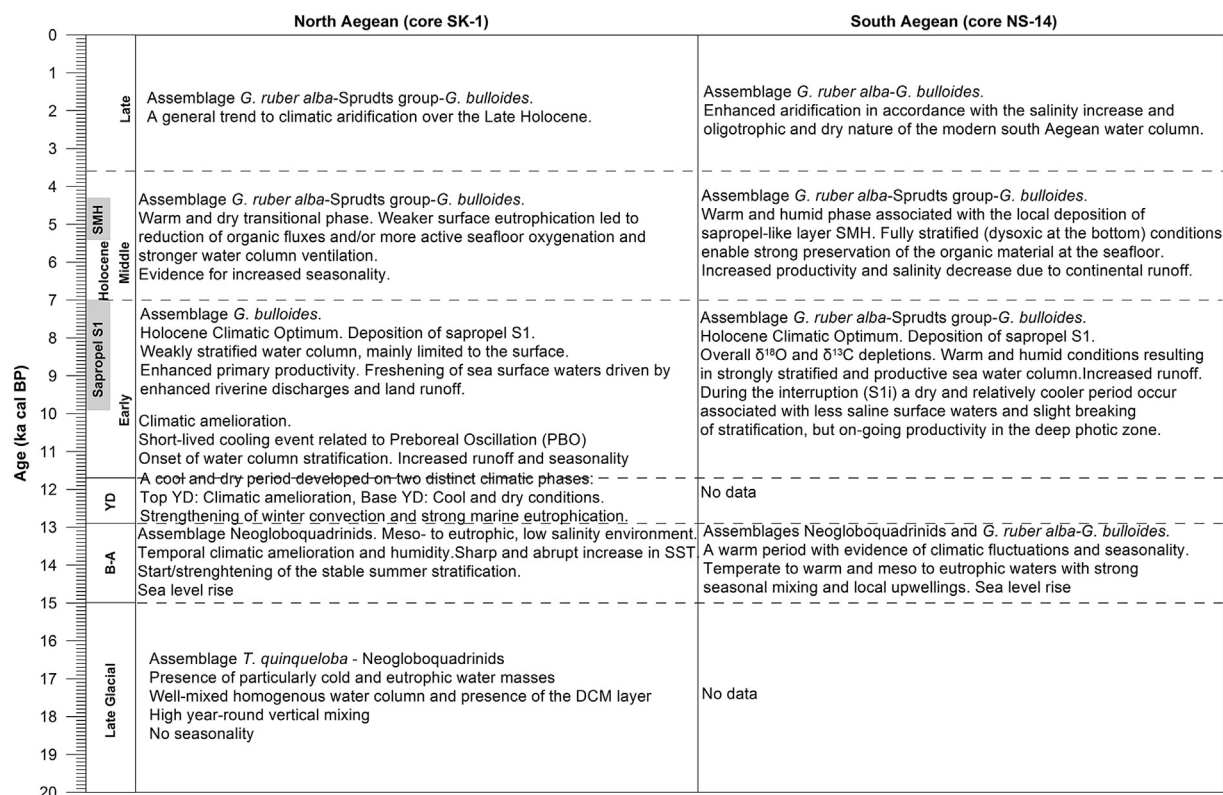 North Aegean (core SK-1)
South Aegean (core NS-14)
Age (ka cal BP)
0
1
2
3
4
5
6
7
8
9
10
11
12
13
14
15
16
17
18
19
20
Late
SMH
Holocene
Middle
Sapropel S1
Early
YD
B-A
Late Glacial
Assemblage G. ruber alba-Sprudts group-G. bulloides.
A general trend to climatic aridification over the Late Holocene.
Assemblage G. ruber alba-G. bulloides.
Enhanced aridification in accordance with the salinity increase and
oligotrophic and dry nature of the modern south Aegean water column.
Assemblage G. ruber alba-Sprudts group-G. bulloides.
Warm and dry transitional phase. Weaker surface eutrophication led to
reduction of organic fluxes and/or more active seafloor oxygenation and
stronger water column ventilation.
Evidence for increased seasonality.
Assemblage G. ruber alba-Sprudts group-G. bulloides.
Warm and humid phase associated with the local deposition of
sapropel-like layer SMH. Fully stratified (dysoxic at the bottom) conditions
enable strong preservation of the organic material at the seafloor.
Increased productivity and salinity decrease due to continental runoff.
Assemblage G. bulloides.
Holocene Climatic Optimum. Deposition of sapropel S1.
Weakly stratified water column, mainly limited to the surface.
Enhanced primary productivity. Freshening of sea surface waters driven by
enhanced riverine discharges and land runoff.
Climatic amelioration.
Short-lived cooling event related to Preboreal Oscillation (PBO)
Onset of water column stratification. Increased runoff and seasonality
Assemblage G. ruber alba-Sprudts group-G. bulloides.
Holocene Climatic Optimum. Deposition of sapropel S1.
Overall δ¹⁸O and δ¹³C depletions. Warm and humid conditions resulting
in strongly stratified and productive sea water column.Increased runoff.
During the interruption (S1i) a dry and relatively cooler period occur
associated with less saline surface waters and slight breaking
of stratification, but on-going productivity in the deep photic zone.
A cool and dry period developed on two distinct climatic phases:
Top YD: Climatic amelioration, Base YD: Cool and dry conditions.
Strengthening of winter convection and strong marine eutrophication.
No data
Assemblage Neogloboquadrinids. Meso- to eutrophic, low salinity environment.
Temporal climatic amelioration and humidity.Sharp and abrupt increase in SST.
Start/strenghtening of the stable summer stratification.
Sea level rise
Assemblages Neogloboquadrinids and G. ruber alba-G. bulloides.
A warm period with evidence of climatic fluctuations and seasonality.
Temperate to warm and meso to eutrophic waters with strong
seasonal mixing and local upwellings. Sea level rise
Assemblage T. quinqueloba - Neogloboquadrinids
Presence of particularly cold and eutrophic water masses
Well-mixed homogenous water column and presence of the DCM layer
High year-round vertical mixing
No seasonality
No data